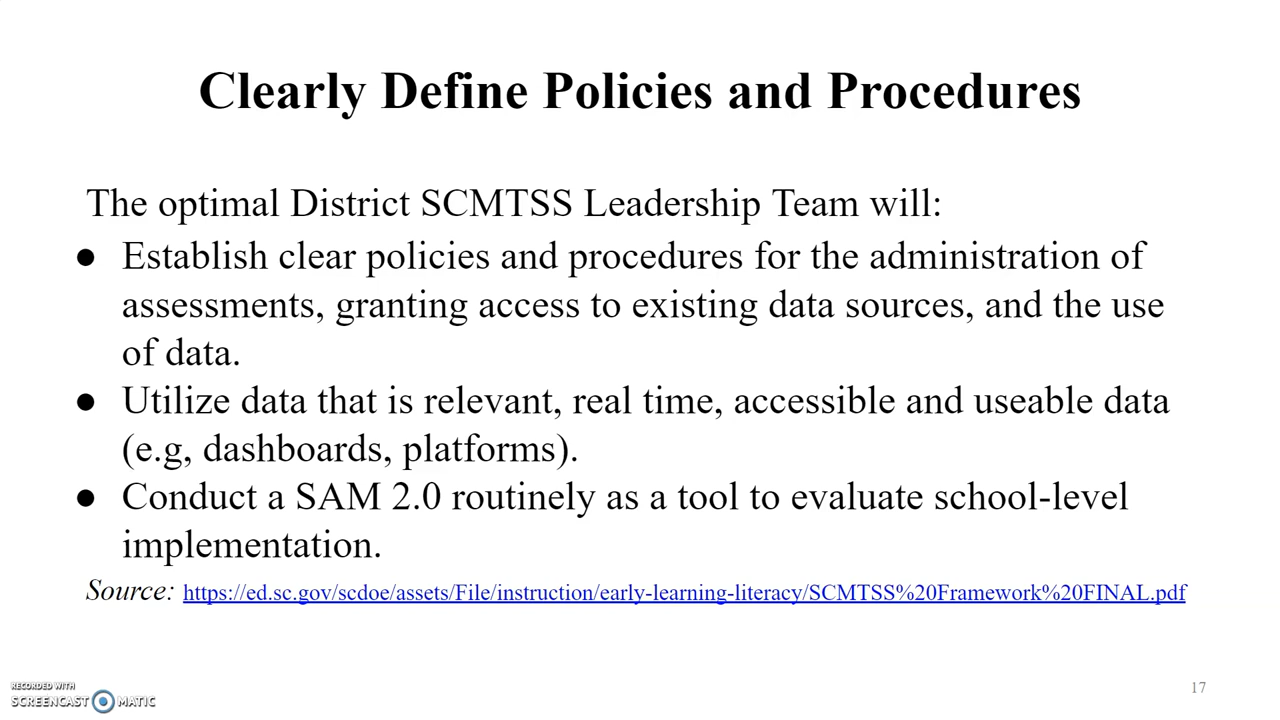 Clearly Define Policies and Procedures
The optimal District SCMTSS Leadership Team will:
● Establish clear policies and procedures for the administration of
assessments, granting access to existing data sources, and the use
of data.
● Utilize data that is relevant, real time, accessible and useable data
(e.g, dashboards, platforms).
● Conduct a SAM 2.0 routinely as a tool to evaluate school-level
implementation.
Source: https://ed.sc.gov/scdoe/assets/File/instruction/early-learning-literacy/SCMTSS%20Framework%20FINAL.pdf
RECORDED WITH
SCREENCAST MATIC
17